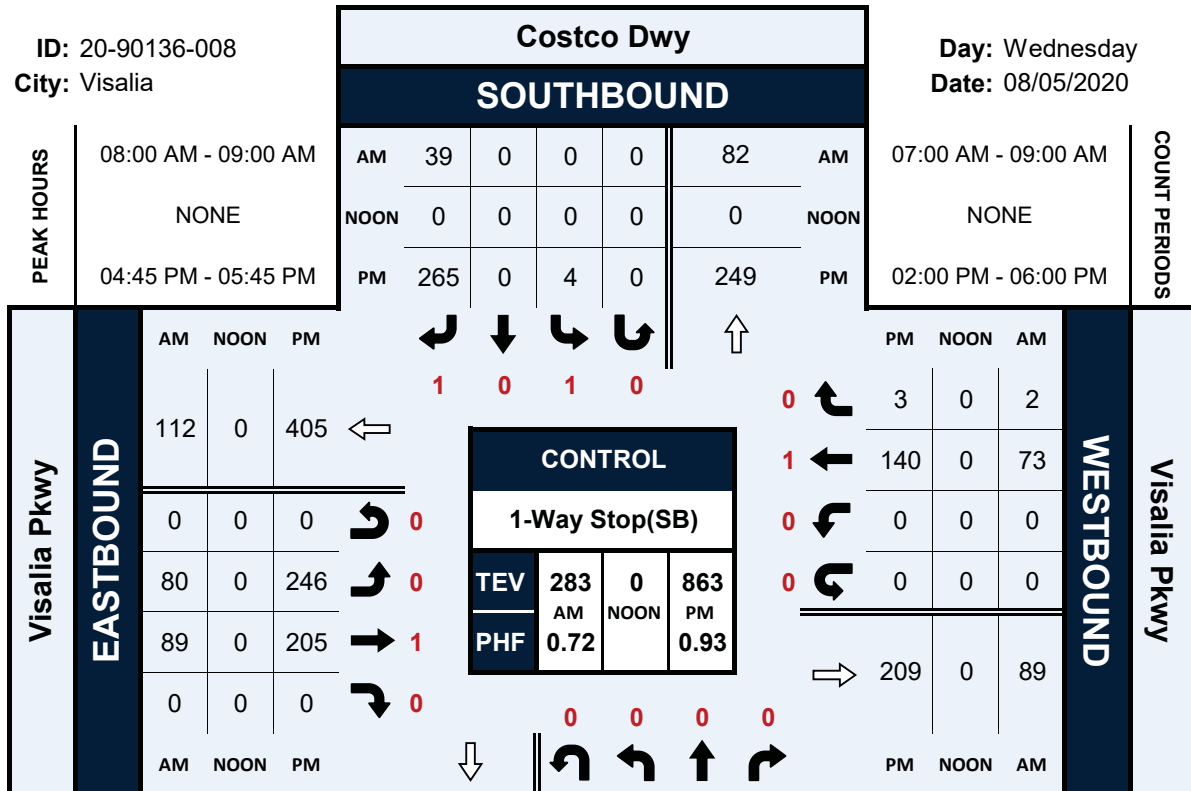 ID: 20-90136-008
City: Visalia
Costco Dwy
SOUTHBOUND
Day: Wednesday
Date: 08/05/2020
PEAK HOURS
08:00 AM - 09:00 AM
NONE
04:45 PM - 05:45 PM
AM 39 0 0 0 82 AM
NOON 0 0 0 0 0 NOON
PM 265 0 4 0 249 PM
07:00 AM - 09:00 AM
NONE
02:00 PM - 06:00 PM
COUNT PERIODS
1 0 1 0
Visalia Pkwy
EASTBOUND
AM NOON PM
112 0 405
0 0 0 0
80 0 246 0
89 0 205 1
0 0 0 0
AM NOON PM
CONTROL
1-Way Stop(SB)
TEV 283 0 863
AM NOON PM
PHF 0.72 0.93
PM NOON AM
0 3 0 2
1 140 0 73
0 0 0 0
0 0 0 0
209 0 89
PM NOON AM
WESTBOUND
Visalia Pkwy
0 0 0 0